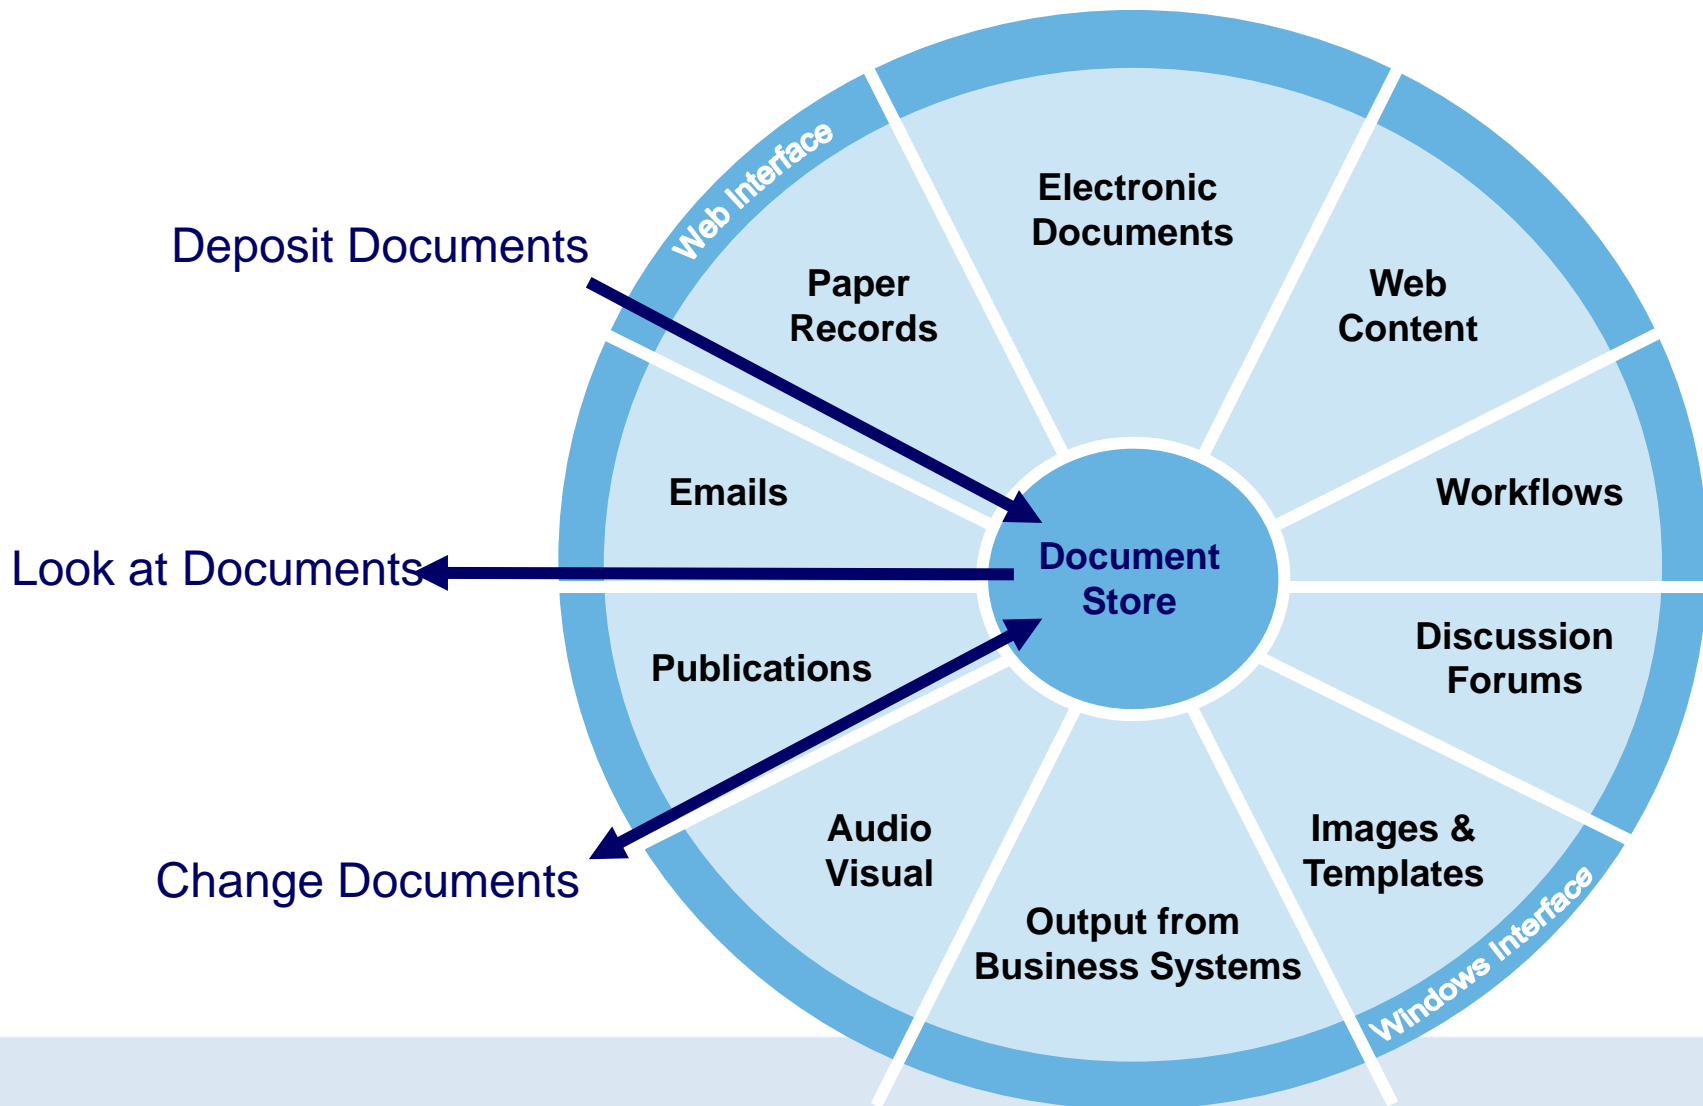 Web Interface
Electronic
Documents
Deposit Documents
Paper
Records
Web
Content
Emails
Workflows
Look at Documents
Document
Store
Publications
Discussion
Forums
Change Documents
Audio
Visual
Images &
Templates
Output from
Business Systems
Windows Interface